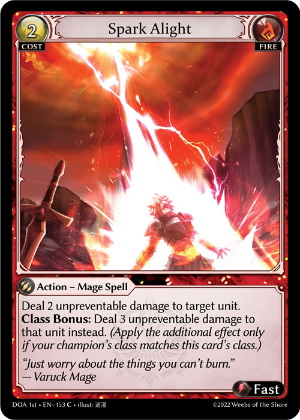 2
Spark Alight
COST
FIRE
Action – Mage Spell
Deal 2 unpreventable damage to target unit.
Class Bonus: Deal 3 unpreventable damage to
that unit instead. (Apply the additional effect only
if your champion's class matches this card's class.)
"Just worry about the things you can't burn."
— Varuck Mage
Fast
DOA 1st • EN-153 C • illust: 道漫
©2022 Weebs of the Shore